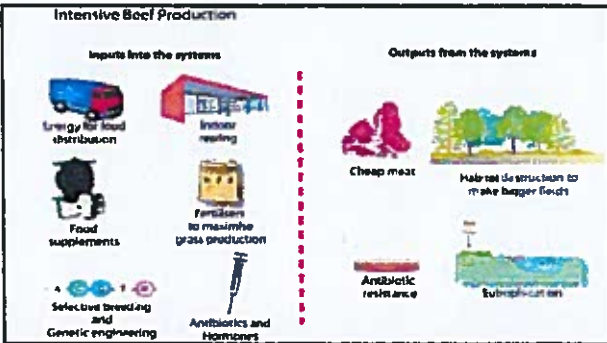 Intensive Beef Production
Inputs into the systems
Outputs from the systems
Energy for food
distribution
Indoor
rearing
Food
supplements
Fertilisers
to maximise
grass production
Selective Breeding
and
Genetic engineering
Antibiotics and
Hormones
Cheap meat
Habitat destruction to
make bigger fields
Antibiotic
resistance
Eutrophication